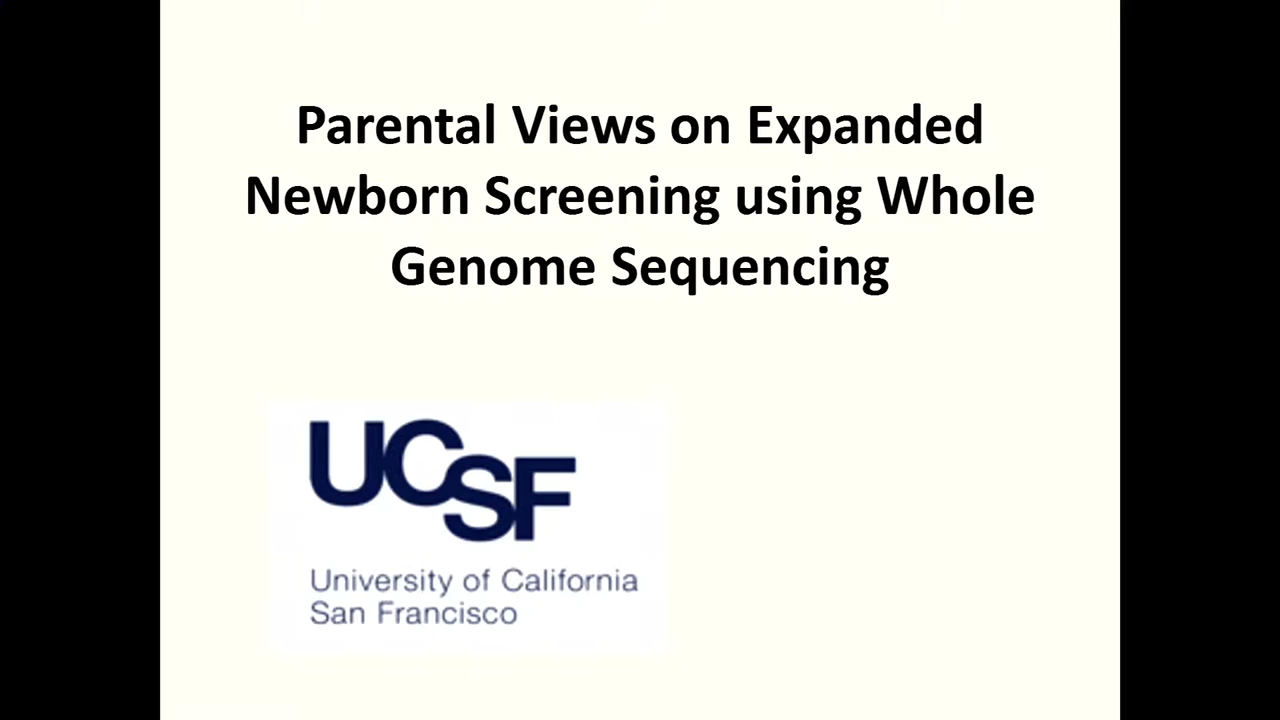 Parental Views on Expanded
Newborn Screening using Whole
Genome Sequencing
UCSF
University of California
San Francisco